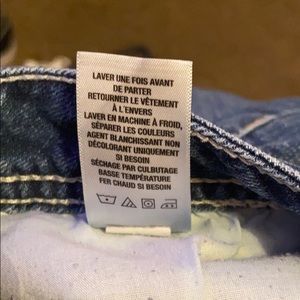 LAVER UNE FOIS AVANT
DE PARTER
RETOURNER LE VÊTEMENT
À L'ENVERS
LAVER EN MACHINE À FROID,
SÉPARER LES COULEURS
AGENT BLANCHISSANT NON
DÉCOLORANT UNIQUEMENT
SI BESOIN
SÉCHAGE PAR CULBUTAGE
BASSE TEMPÉRATURE
FER CHAUD SI BESOIN